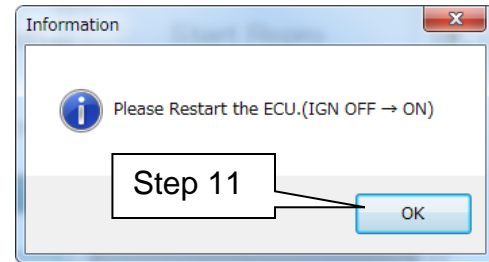 Information
Please Restart the ECU.(IGN OFF → ON)
Step 11
OK